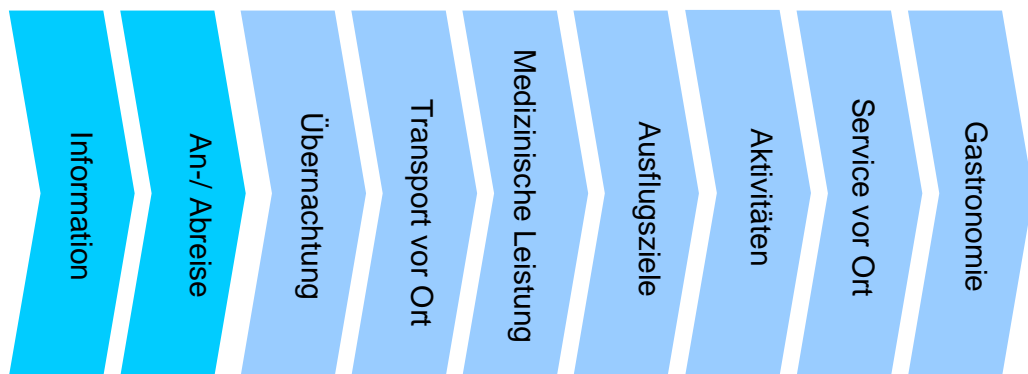 Information
An-/ Abreise
Übernachtung
Transport vor Ort
Medizinische Leistung
Ausflugsziele
Aktivitäten
Service vor Ort
Gastronomie